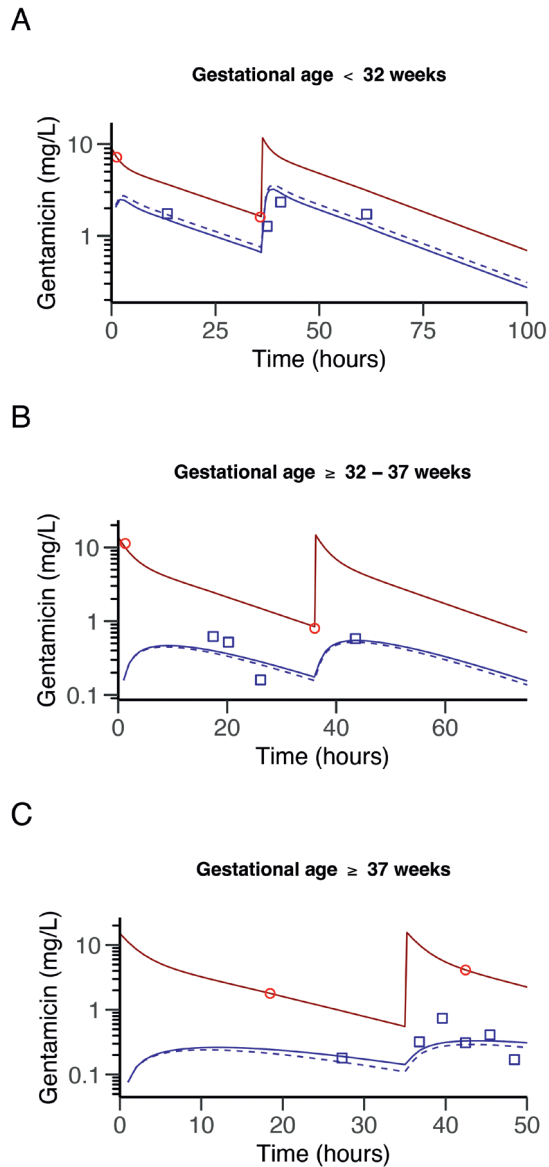 A
Gestational age < 32 weeks
Gentamicin (mg/L)
10
1
0 25 50 75 100
Time (hours)
B
Gestational age ≥ 32 – 37 weeks
Gentamicin (mg/L)
10
1
0.1
0 20 40 60
Time (hours)
C
Gestational age ≥ 37 weeks
Gentamicin (mg/L)
10
1
0.1
0 10 20 30 40 50
Time (hours)